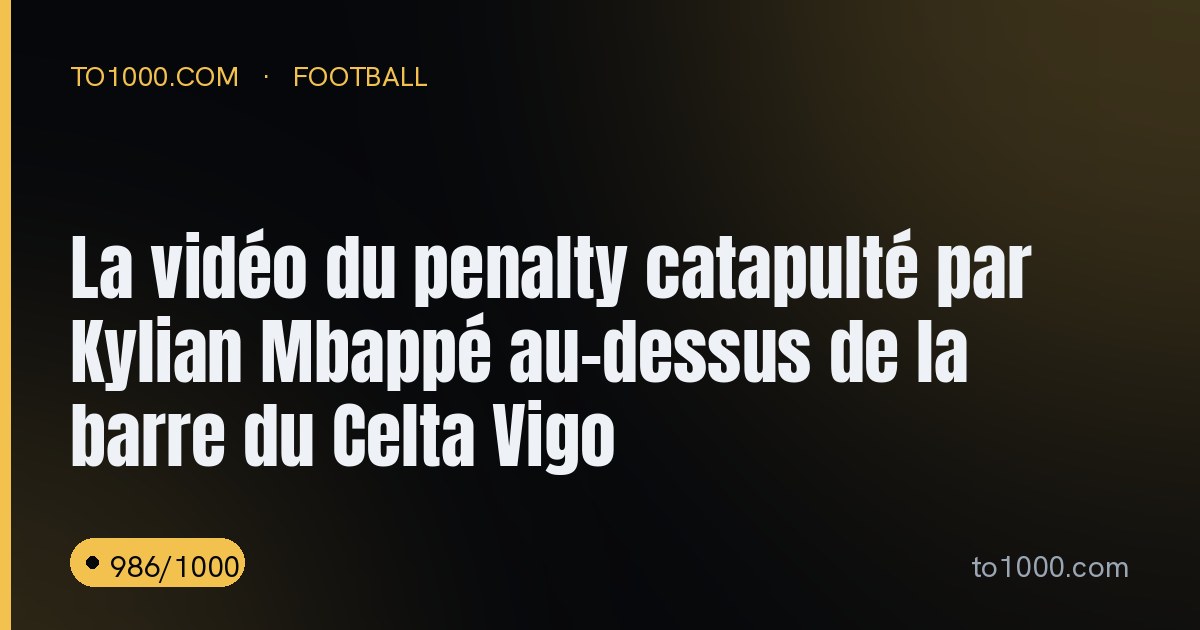 TO1000.COM · FOOTBALL
La vidéo du penalty catapulté par
Kylian Mbappé au-dessus de la
barre du Celta Vigo
986/1000
to1000.com